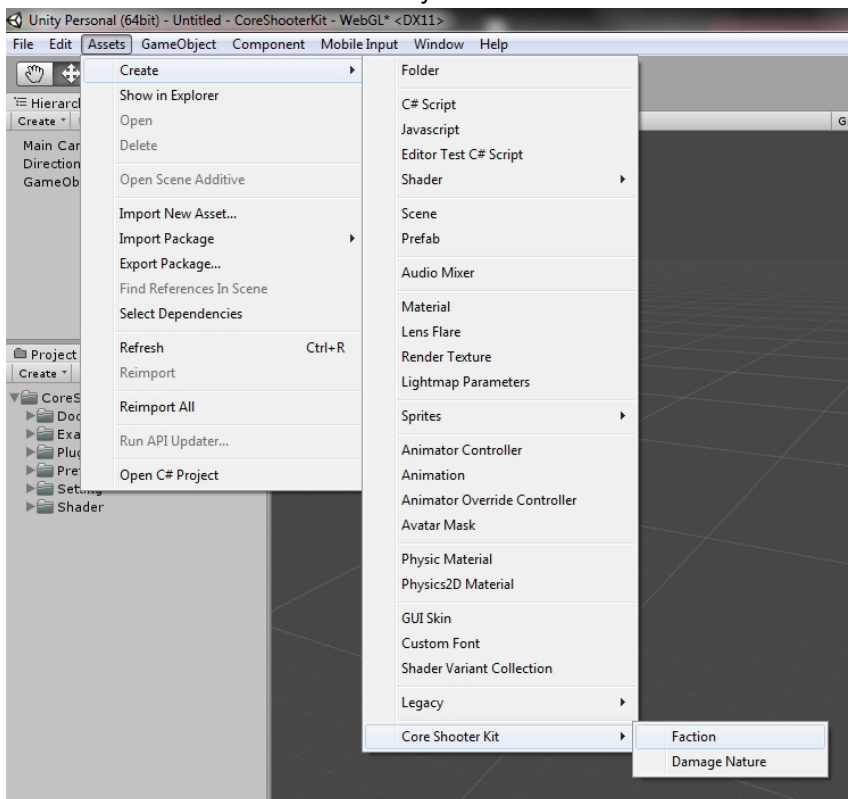 Unity Personal (64bit) - Untitled - CoreShooterKit - WebGL* <DX11>
File Edit Assets GameObject Component Mobile Input Window Help
Hierarc
Create
Main Car
Direction
GameOb
Project
Create
CoreS
Doc
Exa
Plug
Pre
Setting
Shader
Create
Show in Explorer
Open
Delete
Open Scene Additive
Import New Asset...
Import Package
Export Package...
Find References In Scene
Select Dependencies
Refresh Ctrl+R
Reimport
Reimport All
Run API Updater...
Open C# Project
Folder
C# Script
Javascript
Editor Test C# Script
Shader
Scene
Prefab
Audio Mixer
Material
Lens Flare
Render Texture
Lightmap Parameters
Sprites
Animator Controller
Animation
Animator Override Controller
Avatar Mask
Physic Material
Physics2D Material
GUI Skin
Custom Font
Shader Variant Collection
Legacy
Core Shooter Kit
Faction
Damage Nature
G